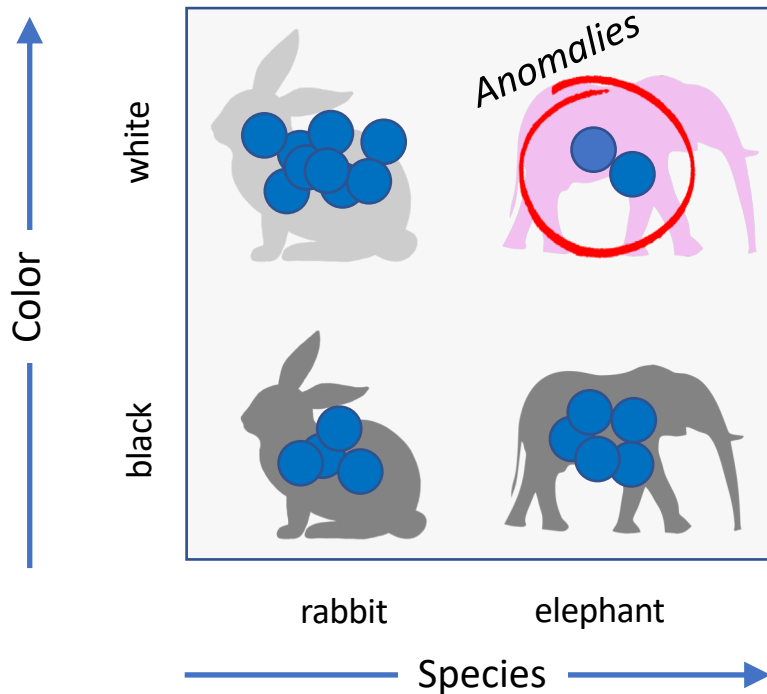 Anomalies
white
Color
black
rabbit
elephant
Species